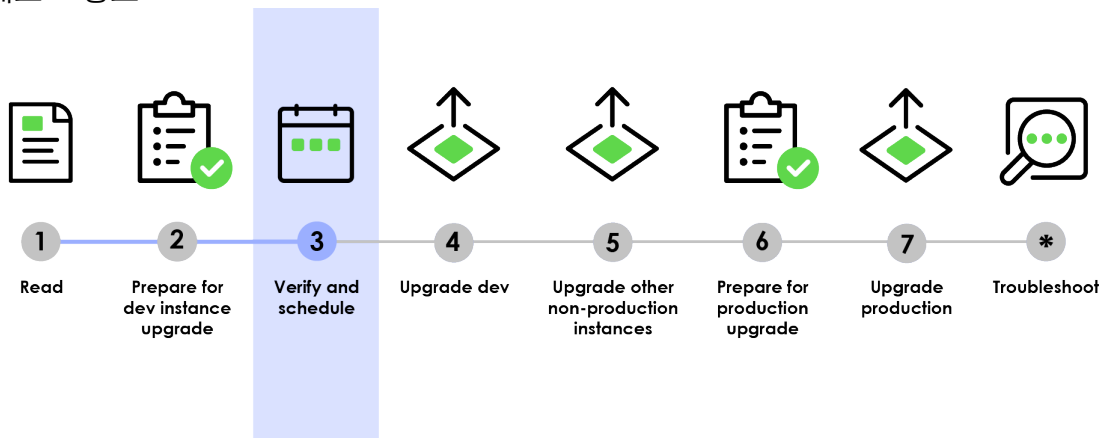 1
2
3
4
5
6
7
*
Read
Prepare for
dev instance
upgrade
Verify and
schedule
Upgrade dev
Upgrade other
non-production
instances
Prepare for
production
upgrade
Upgrade
production
Troubleshoot